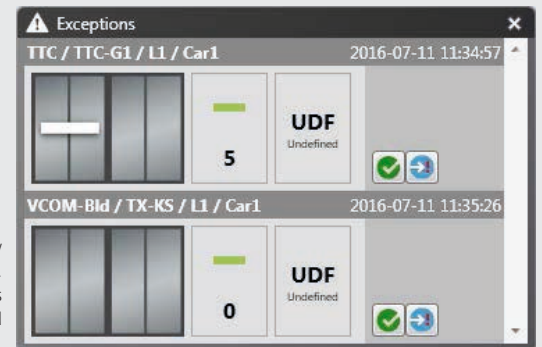 Exceptions
TTC / TTC-G1 / L1 / Car1 2016-07-11 11:34:57
UDF
Undefined
5
VCOM-Bld / TX-KS / L1 / Car1 2016-07-11 11:35:26
UDF
Undefined
0